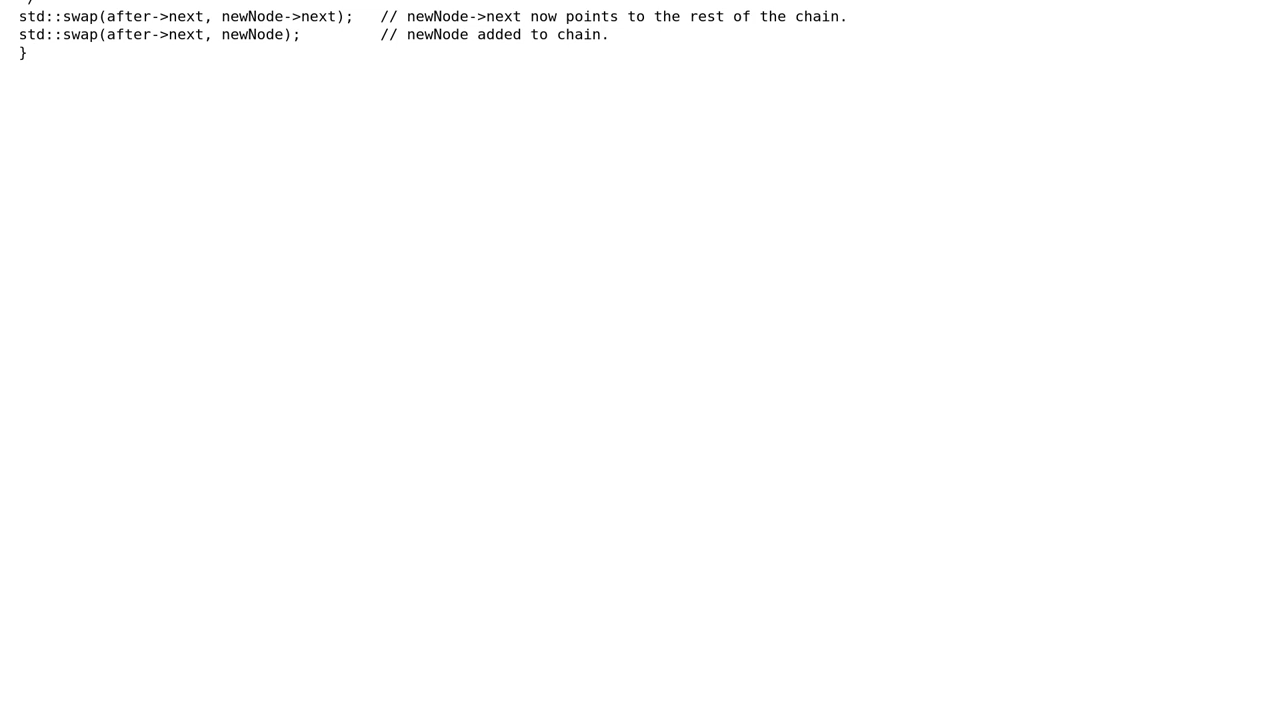 std::swap(after->next, newNode->next);   // newNode->next now points to the rest of the chain.
std::swap(after->next, newNode);         // newNode added to chain.
}